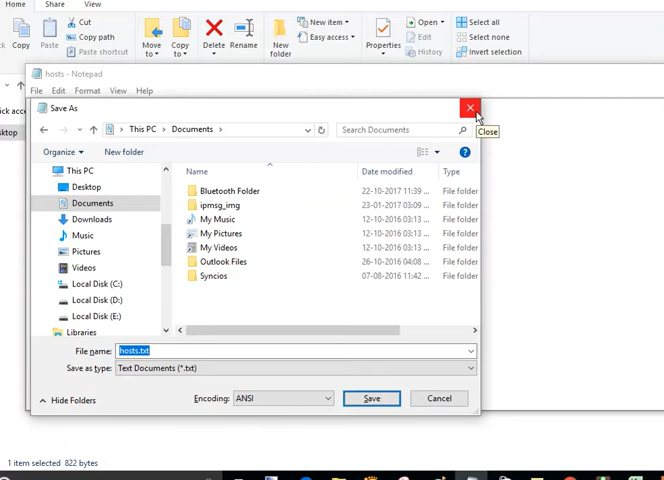 Home Share View
Copy Paste Cut Copy path Paste shortcut
Move to Copy to Delete Rename
New folder New item Easy access
Properties Open Edit History
Select all Select none Invert selection
hosts - Notepad
File Edit Format View Help
Save As
Close
This PC Documents
Search Documents
Organize New folder
Name Date modified Type
This PC
Desktop
Documents
Downloads
Music
Pictures
Videos
Local Disk (C:)
Local Disk (D:)
Local Disk (E:)
Libraries
Bluetooth Folder 22-10-2017 11:39 ... File folder
ipmsg_img 23-01-2017 03:09 ... File folder
My Music 12-10-2016 03:13 ... File folder
My Pictures 12-10-2016 03:13 ... File folder
My Videos 12-10-2016 03:13 ... File folder
Outlook Files 26-10-2016 04:08 ... File folder
Syncios 07-08-2016 11:42 ... File folder
File name: hosts.txt
Save as type: Text Documents (*.txt)
Hide Folders Encoding: ANSI Save Cancel
1 item selected 822 bytes